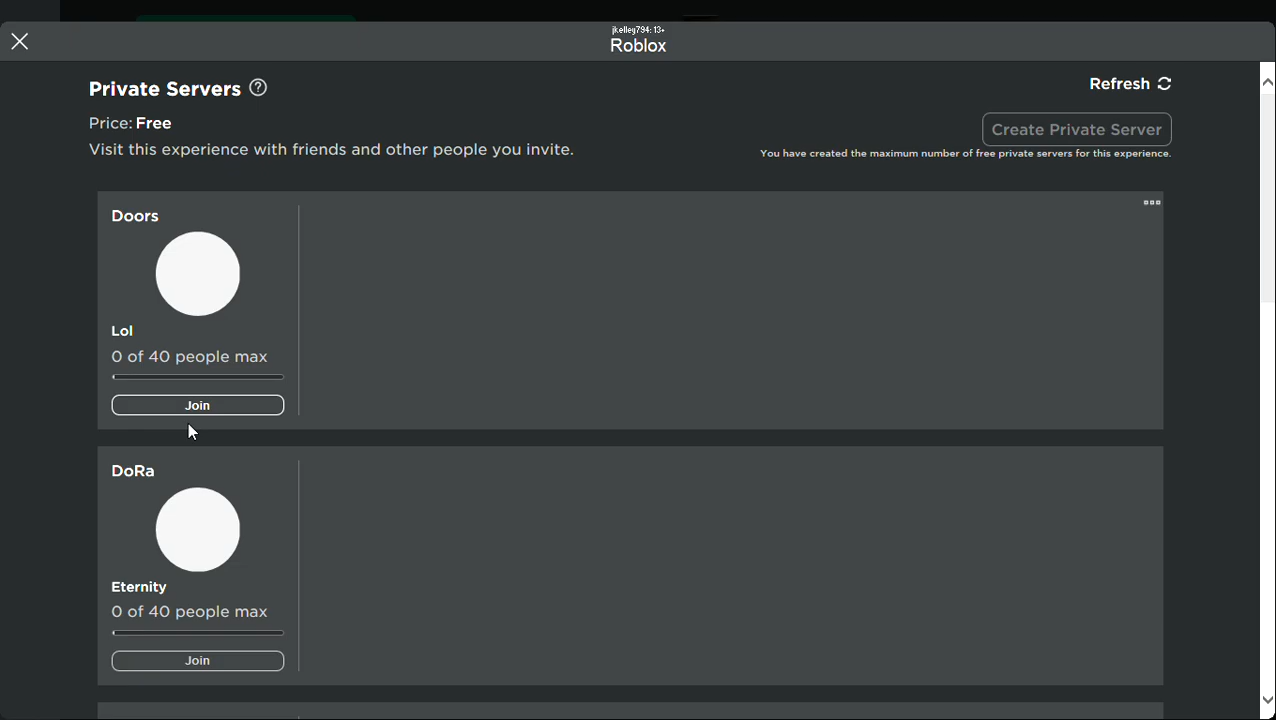 jkelley794: 13+
Roblox
Private Servers
Refresh
Price: Free
Create Private Server
Visit this experience with friends and other people you invite.
You have created the maximum number of free private servers for this experience.
Doors
Lol
0 of 40 people max
Join
DoRa
Eternity
0 of 40 people max
Join